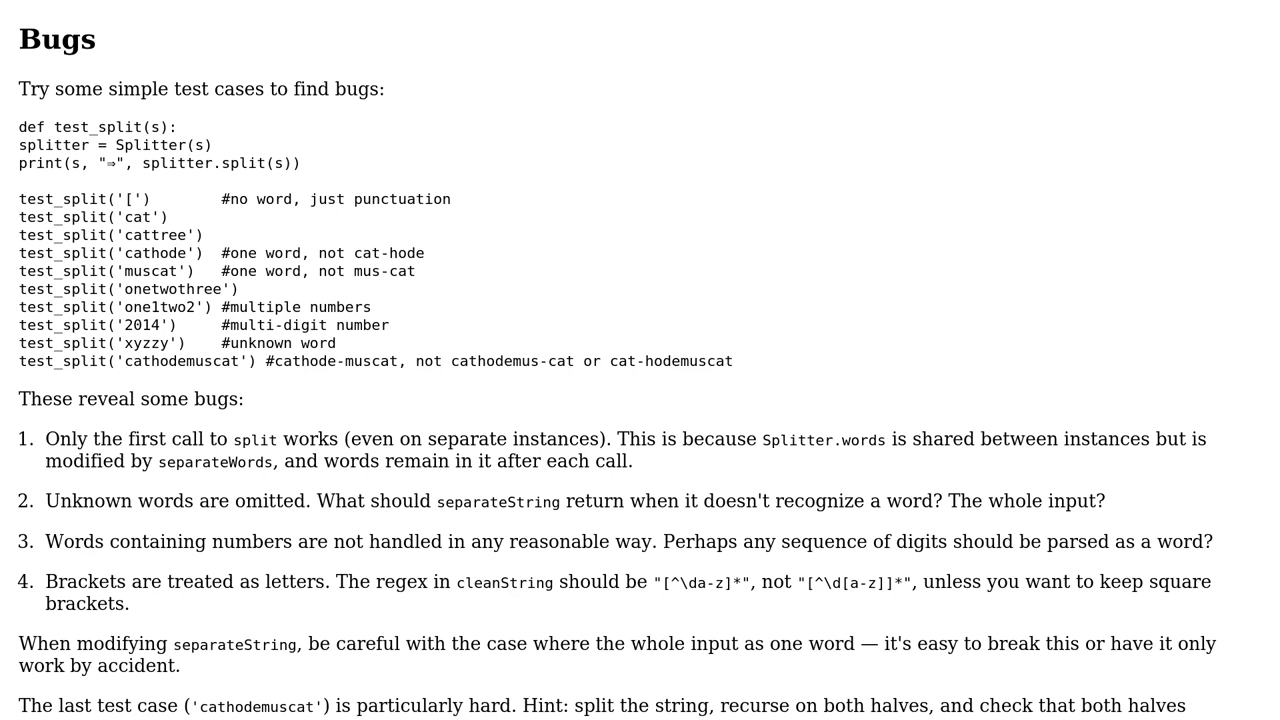 Bugs
Try some simple test cases to find bugs:
def test_split(s):
splitter = Splitter(s)
print(s, "⇒", splitter.split(s))
test_split('[')        #no word, just punctuation
test_split('cat')
test_split('cattree')
test_split('cathode')  #one word, not cat-hode
test_split('muscat')   #one word, not mus-cat
test_split('onetwothree')
test_split('one1two2') #multiple numbers
test_split('2014')     #multi-digit number
test_split('xyzzy')    #unknown word
test_split('cathodemuscat') #cathode-muscat, not cathodemus-cat or cat-hodemuscat
These reveal some bugs:
1. Only the first call to split works (even on separate instances). This is because Splitter.words is shared between instances but is
modified by separateWords, and words remain in it after each call.
2. Unknown words are omitted. What should separateString return when it doesn't recognize a word? The whole input?
3. Words containing numbers are not handled in any reasonable way. Perhaps any sequence of digits should be parsed as a word?
4. Brackets are treated as letters. The regex in cleanString should be "[^\da-z]*", not "[^\d[a-z]]*", unless you want to keep square
brackets.
When modifying separateString, be careful with the case where the whole input as one word — it's easy to break this or have it only
work by accident.
The last test case ('cathodemuscat') is particularly hard. Hint: split the string, recurse on both halves, and check that both halves